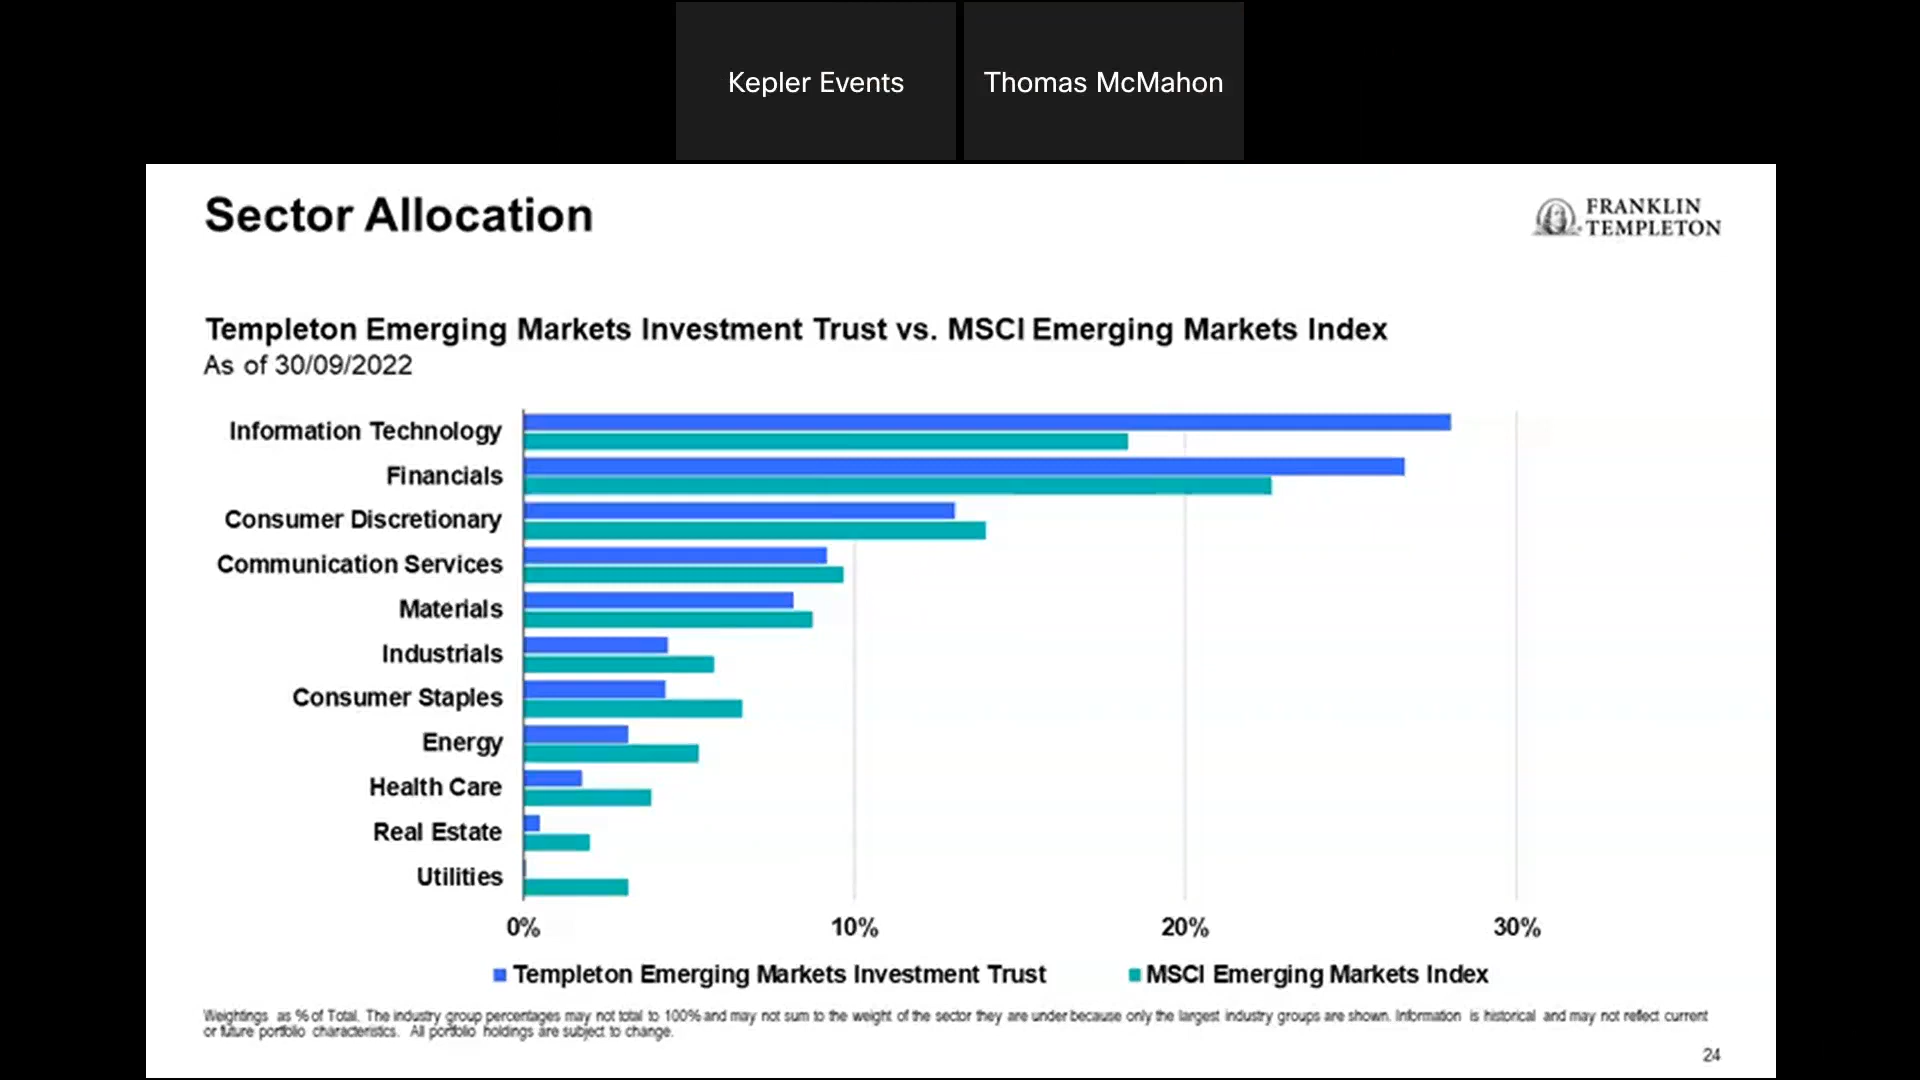 Kepler Events
Thomas McMahon
Sector Allocation
FRANKLIN
TEMPLETON
Templeton Emerging Markets Investment Trust vs. MSCI Emerging Markets Index
As of 30/09/2022
Information Technology
Financials
Consumer Discretionary
Communication Services
Materials
Industrials
Consumer Staples
Energy
Health Care
Real Estate
Utilities
0% 10% 20% 30%
Templeton Emerging Markets Investment Trust MSCI Emerging Markets Index
Weightings as % of Total. The industry group percentages may not total to 100% and may not sum to the weight of the sector they are under because only the largest industry groups are shown. Information is historical and may not reflect current
or future portfolio characteristics. All portfolio holdings are subject to change.
24